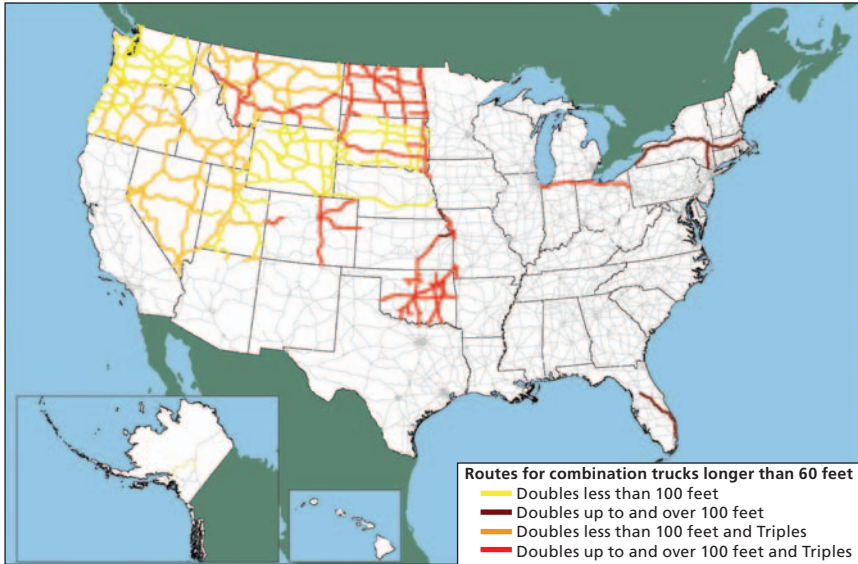 Routes for combination trucks longer than 60 feet
Doubles less than 100 feet
Doubles up to and over 100 feet
Doubles less than 100 feet and Triples
Doubles up to and over 100 feet and Triples